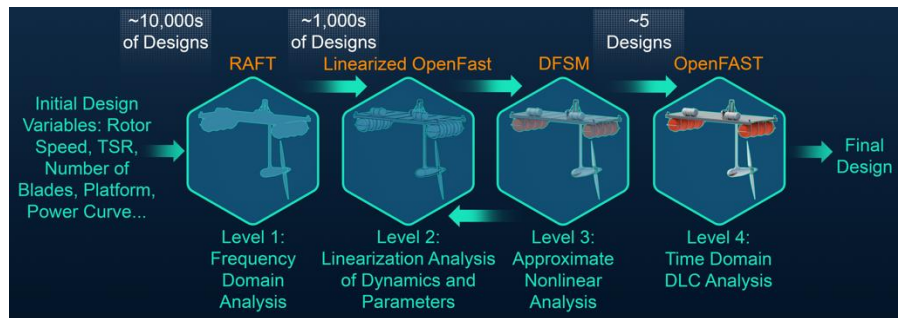 ~10,000s
of Designs
~1,000s
of Designs
~5
Designs
RAFT
Linearized OpenFast
DFSM
OpenFAST
Initial Design
Variables: Rotor
Speed, TSR,
Number of
Blades, Platform,
Power Curve...
Final
Design
Level 1:
Frequency
Domain
Analysis
Level 2:
Linearization Analysis
of Dynamics and
Parameters
Level 3:
Approximate
Nonlinear
Analysis
Level 4:
Time Domain
DLC Analysis